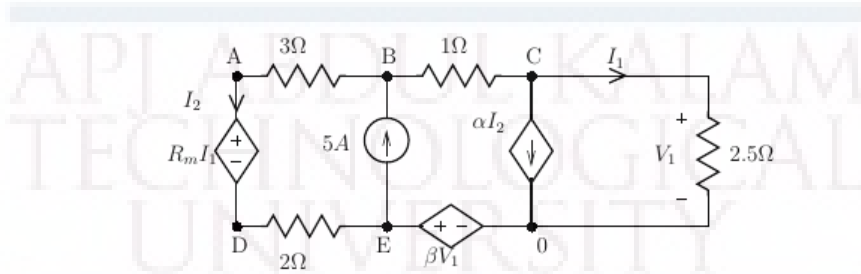 APJ ABDUL KALAM
TECHNOLOGICAL
UNIVERSITY
A 3Ω B 1Ω C I₁
I₂ RₘI₁ + − 5A αI₂ + V₁ − 2.5Ω
D 2Ω E + − βV₁ 0